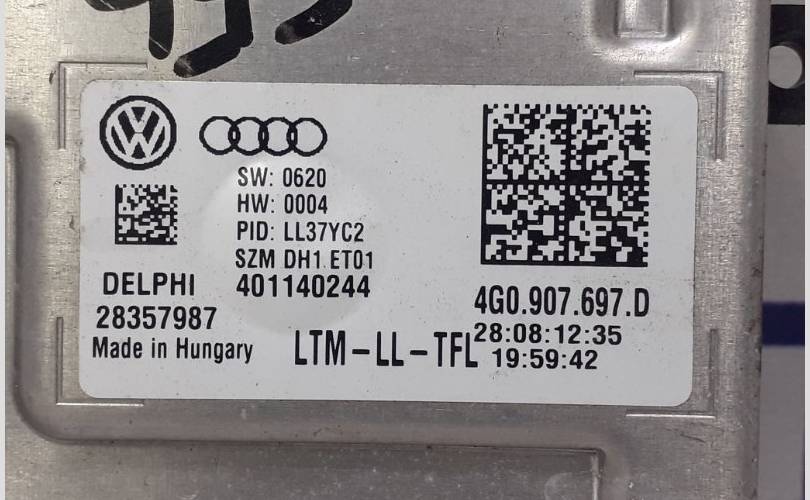 SW: 0620
HW: 0004
PID: LL37YC2
SZM DH1 ET01
DELPHI 401140244
28357987
Made in Hungary
LTM-LL-TFL
4G0.907.697.D
28:08:12:35
19:59:42